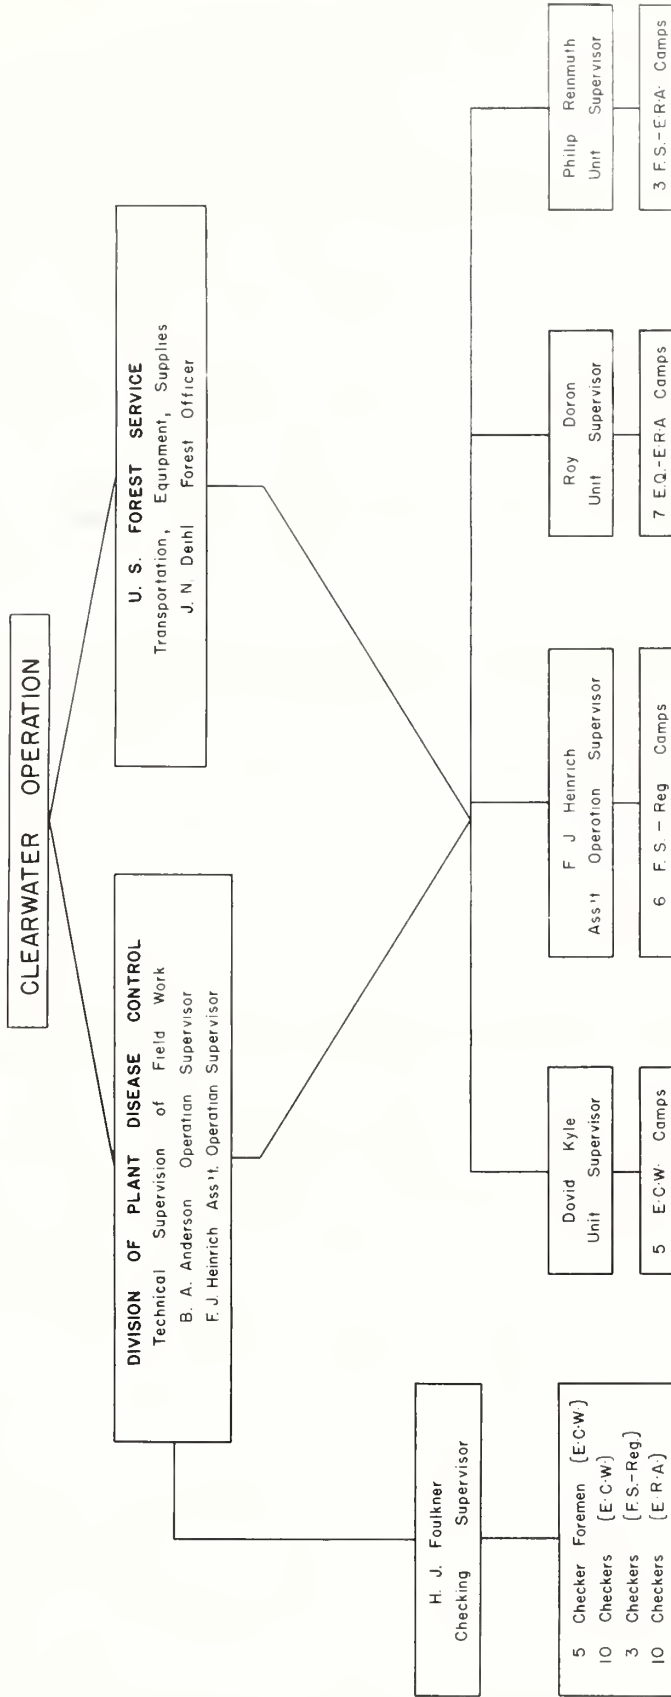 CLEARWATER OPERATION
DIVISION OF PLANT DISEASE CONTROL
Technical Supervision of Field Work
B. A. Anderson Operation Supervisor
F. J. Heinrich Ass't. Operation Supervisor
U. S. FOREST SERVICE
Transportation, Equipment, Supplies
J. N. Deihl Forest Officer
H. J. Faulkner
Checking Supervisor
5 Checker Foremen (E·C·W·)
10 Checkers (E·C·W·)
3 Checkers (F.S.-Reg.)
10 Checkers (E·R·A·)
David Kyle
Unit Supervisor
5 E·C·W· Camps
F J Heinrich
Ass't Operation Supervisor
6 F. S. - Reg Camps
Roy Doron
Unit Supervisor
7 E.Q.-E·R·A Camps
Philip Reinmuth
Unit Supervisor
3 F. S.-E·R·A· Camps